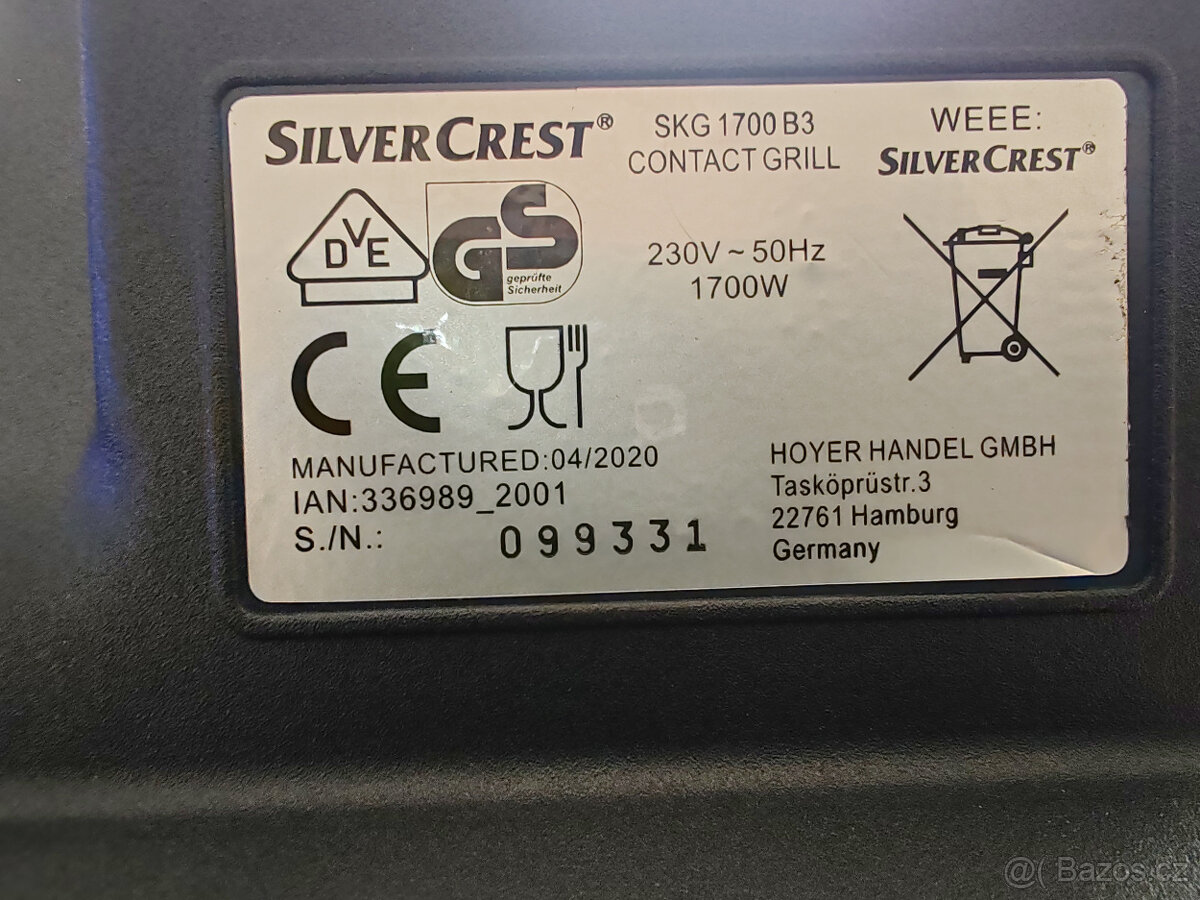 SILVERCREST®
SKG 1700 B3
CONTACT GRILL
WEEE:
SILVERCREST®
DVE
GS
geprüfte
Sicherheit
230V ~ 50Hz
1700W
CE
MANUFACTURED:04/2020
IAN:336989_2001
S./N.: 099331
HOYER HANDEL GMBH
Tasköprüstr.3
22761 Hamburg
Germany
@( Bazos.cz